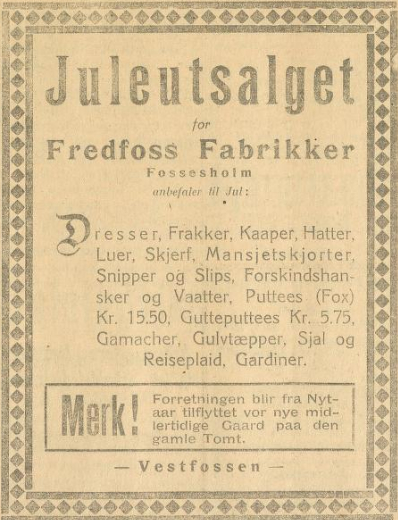 Juleutsalget
for
Fredfoss Fabrikker
Fossesholm
anbefaler til Jul:
Dresser, Frakker, Kaaper, Hatter,
Luer, Skjerf, Mansjetskjorter,
Snipper og Slips, Forskindshan-
sker og Vaatter, Puttees (Fox)
Kr. 15.50, Gutteputtees Kr. 5.75,
Gamacher, Gulvtæpper, Sjal og
Reiseplaid, Gardiner.
Merk!
Forretningen blir fra Nyt-
aar tilflyttet vor nye mid-
lertidige Gaard paa den
gamle Tomt.
— Vestfossen —